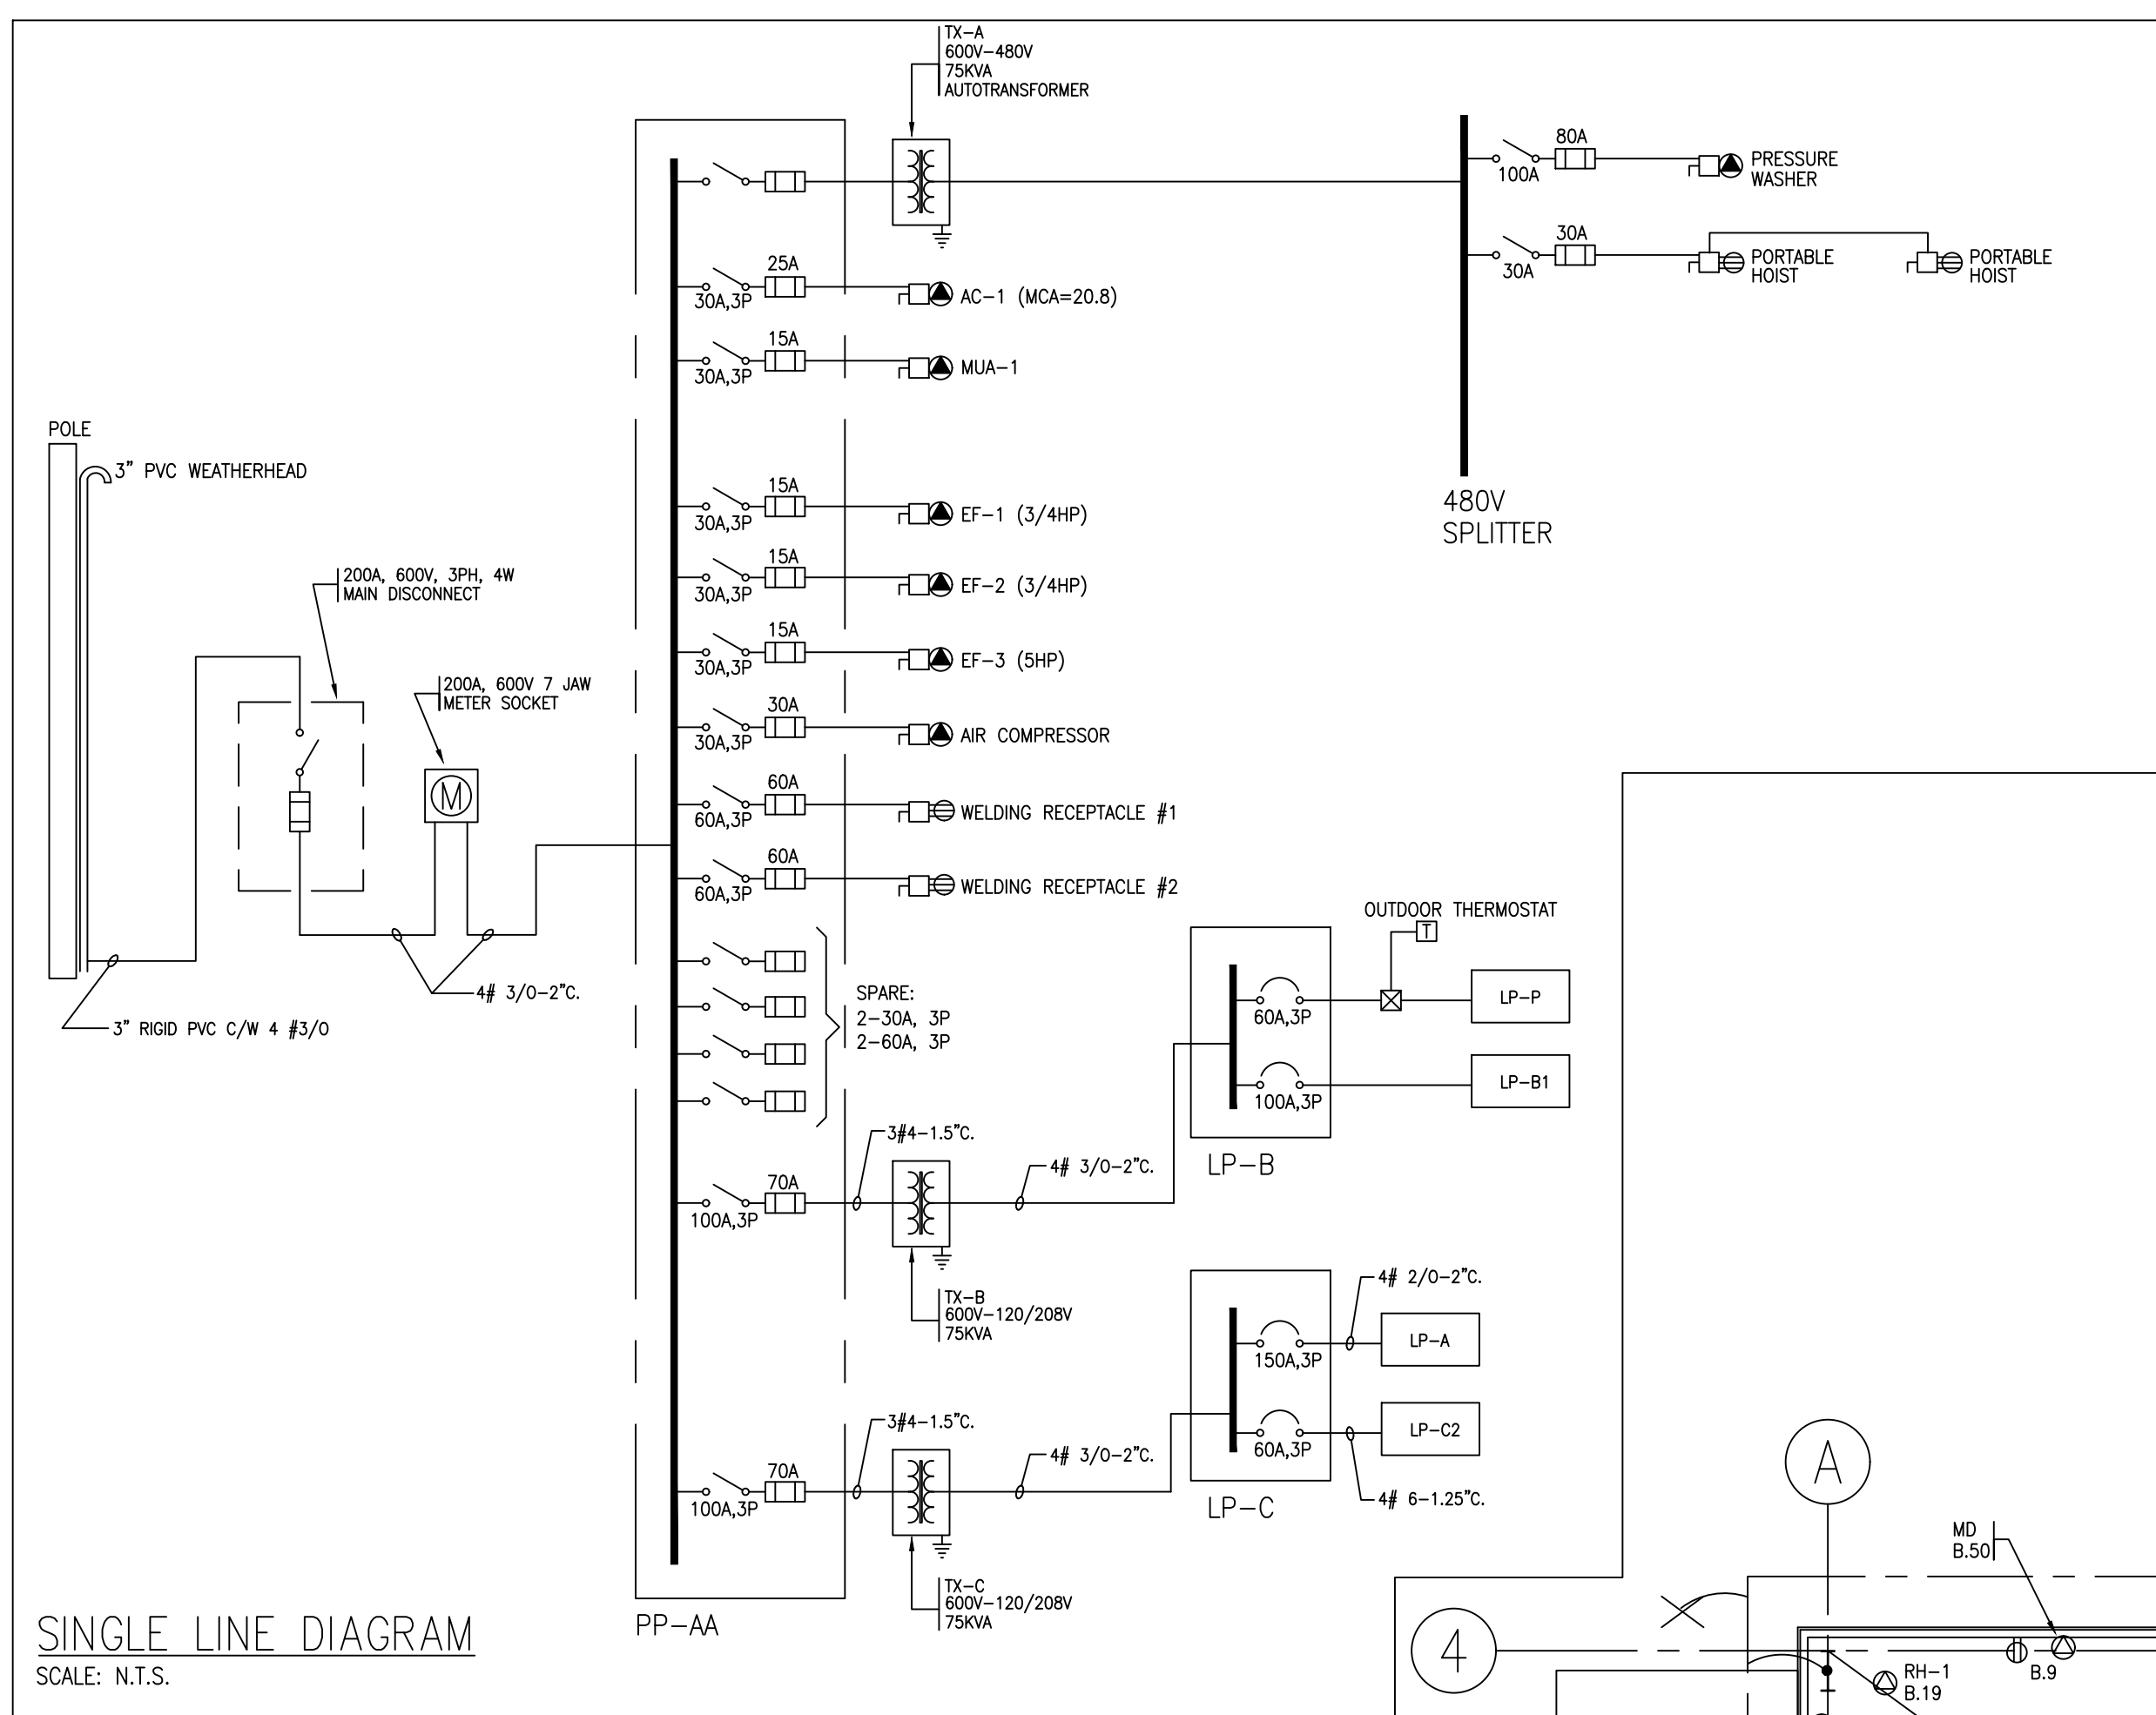 TX-A
600V-480V
75KVA
AUTOTRANSFORMER
80A
100A
PRESSURE
WASHER
30A
30A
PORTABLE
HOIST
PORTABLE
HOIST
480V
SPLITTER
25A
30A,3P
AC-1 (MCA=20.8)
15A
30A,3P
MUA-1
15A
30A,3P
EF-1 (3/4HP)
15A
30A,3P
EF-2 (3/4HP)
15A
30A,3P
EF-3 (5HP)
30A
30A,3P
AIR COMPRESSOR
60A
60A,3P
WELDING RECEPTACLE #1
60A
60A,3P
WELDING RECEPTACLE #2
SPARE:
2-30A, 3P
2-60A, 3P
POLE
3" PVC WEATHERHEAD
200A, 600V, 3PH, 4W
MAIN DISCONNECT
200A, 600V 7 JAW
METER SOCKET
M
4# 3/0-2"C.
3" RIGID PVC C/W 4 #3/0
70A
100A,3P
3#4-1.5"C.
4# 3/0-2"C.
TX-B
600V-120/208V
75KVA
OUTDOOR THERMOSTAT
T
60A,3P
LP-P
100A,3P
LP-B1
LP-B
70A
100A,3P
3#4-1.5"C.
4# 3/0-2"C.
TX-C
600V-120/208V
75KVA
4# 2/0-2"C.
150A,3P
LP-A
60A,3P
LP-C2
4# 6-1.25"C.
LP-C
PP-AA
SINGLE LINE DIAGRAM
SCALE: N.T.S.
A
MD
B.50
4
RH-1
B.19
B.9